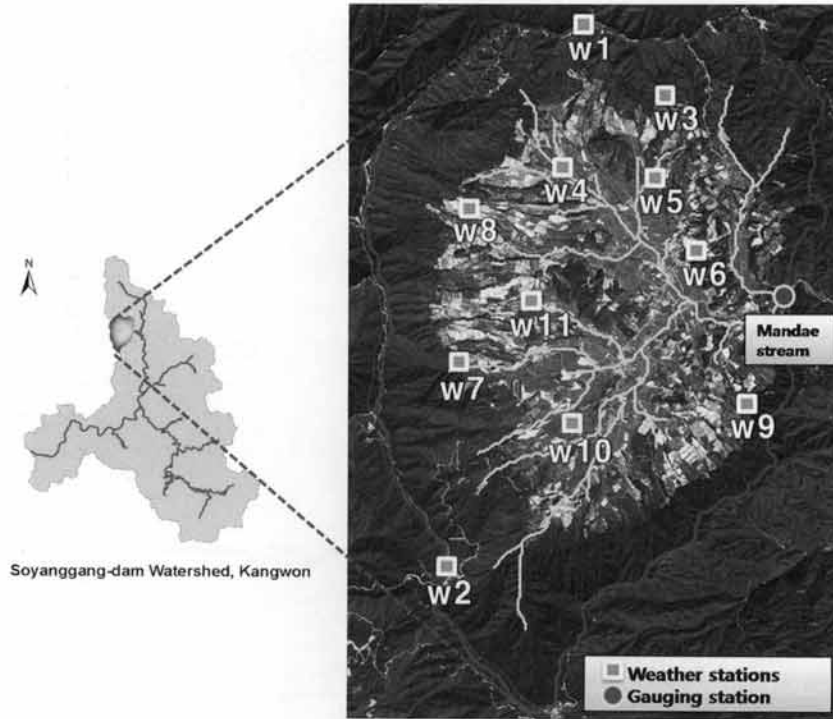 w1
w3
w4
w5
w8
w6
w11
Mandae
stream
w7
w9
w10
w2
N
Soyanggang-dam Watershed, Kangwon
Weather stations
Gauging station